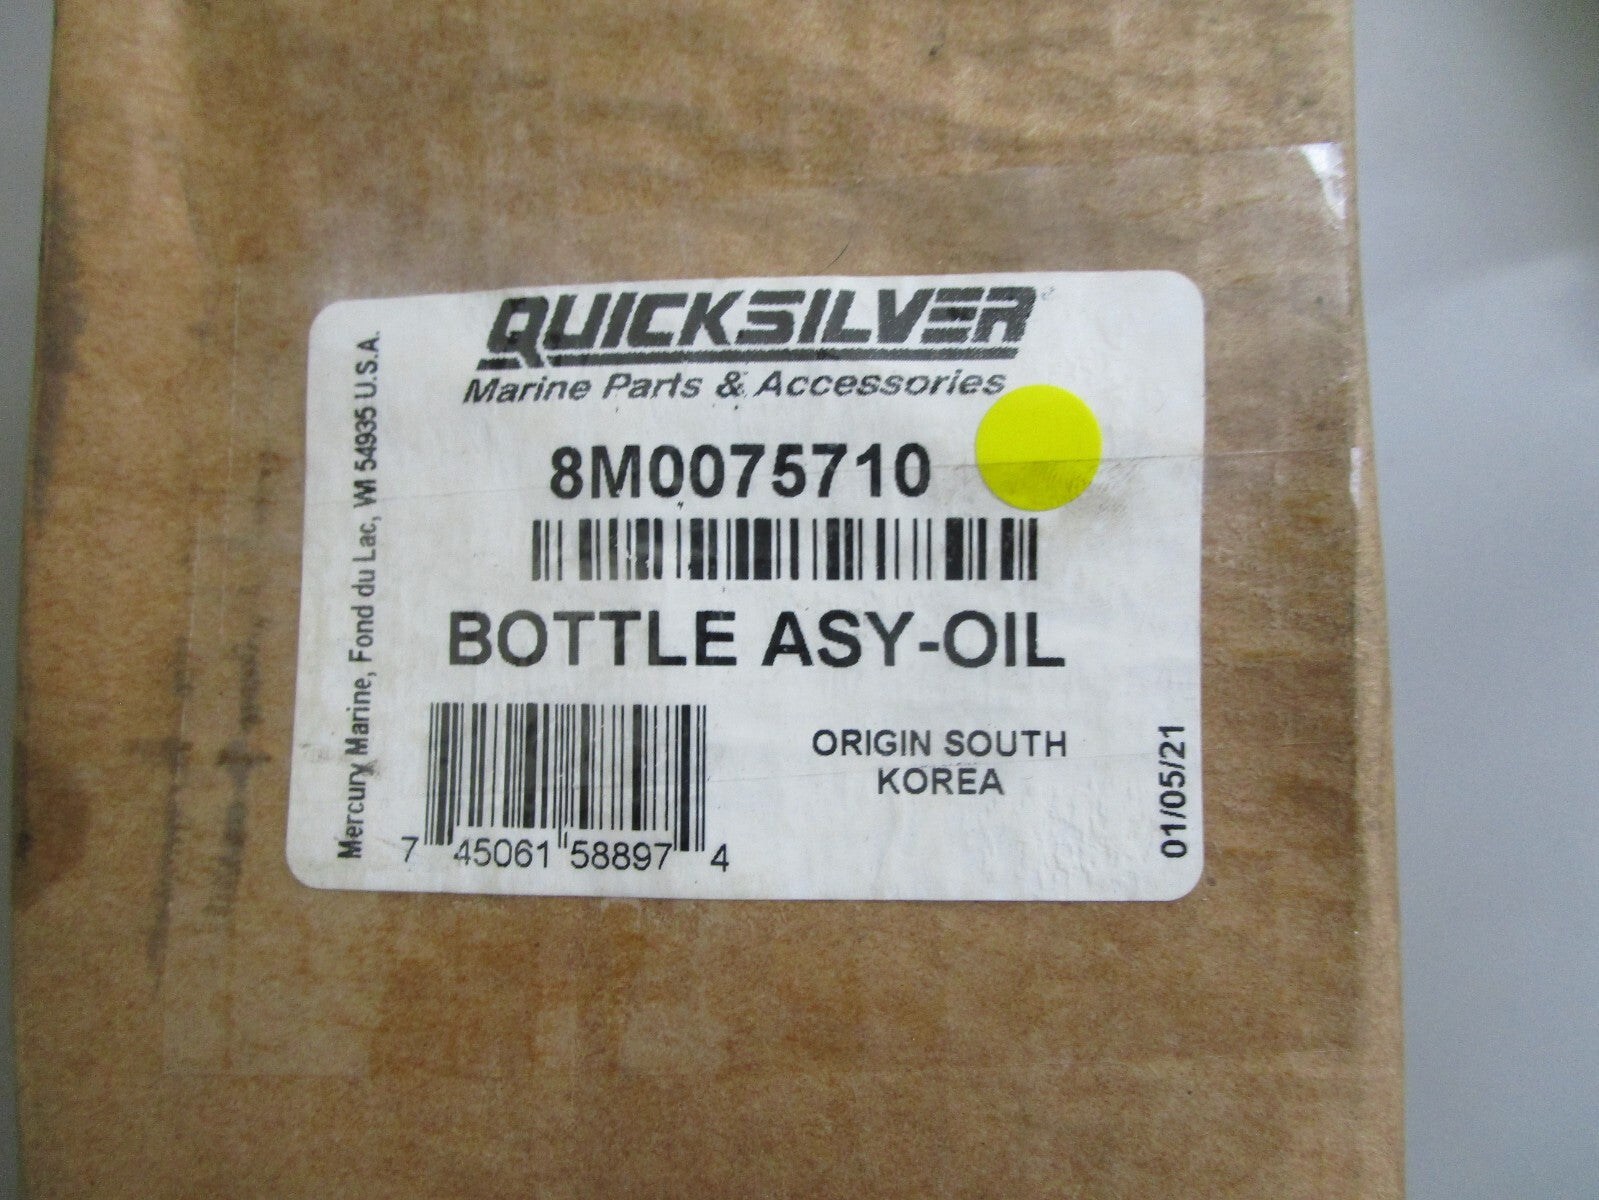 QUICKSILVER
Marine Parts & Accessories
8M0075710
BOTTLE ASY-OIL
ORIGIN SOUTH
KOREA
7 45061 58897 4
Mercury Marine, Fond du Lac, WI 54935 U.S.A.
01/05/21